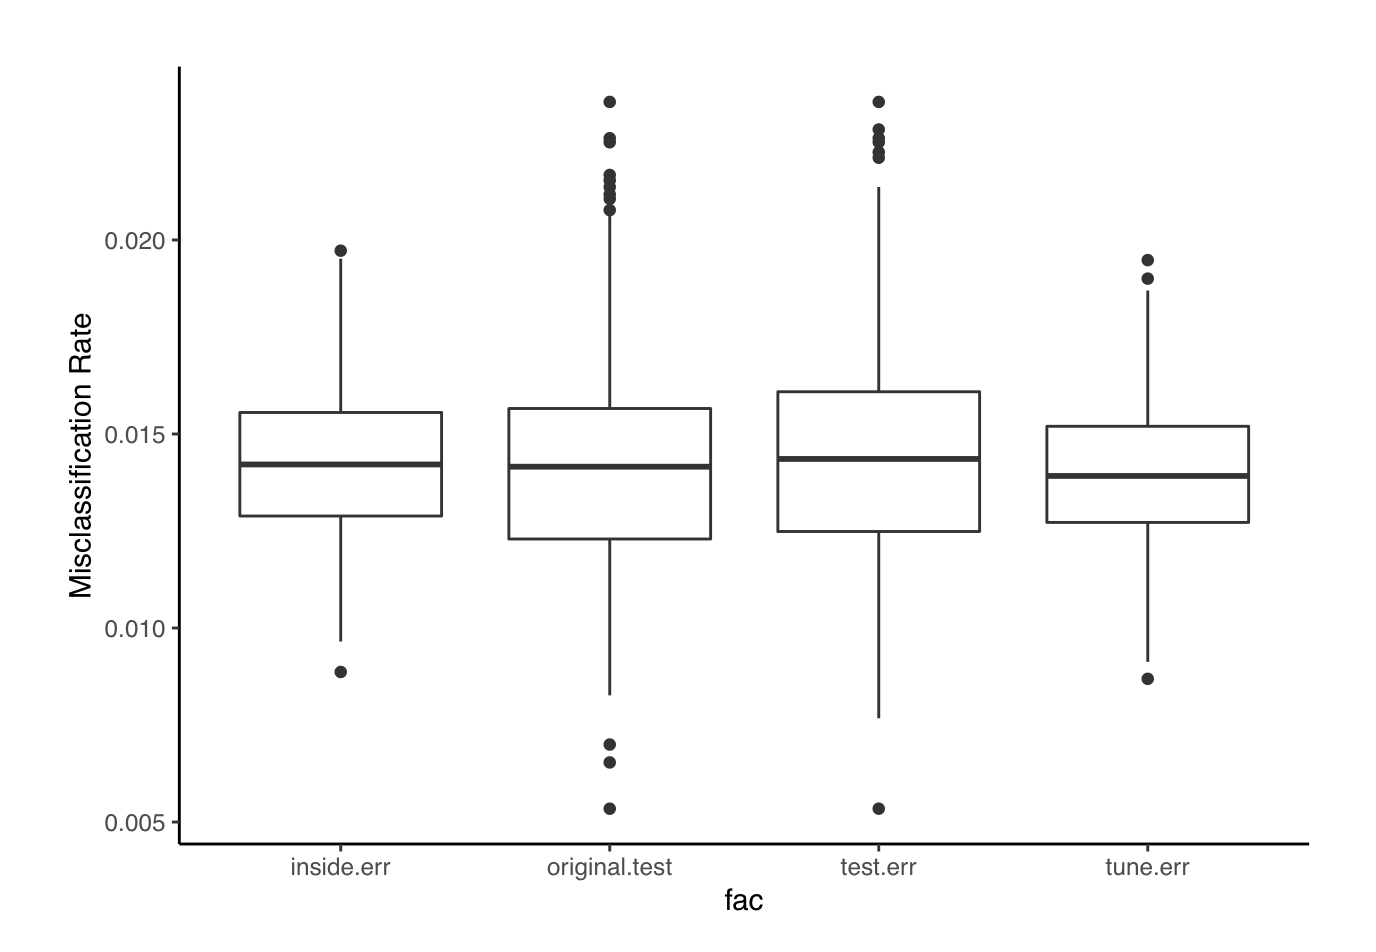 Misclassification Rate
0.020
0.015
0.010
0.005
inside.err original.test test.err tune.err
fac